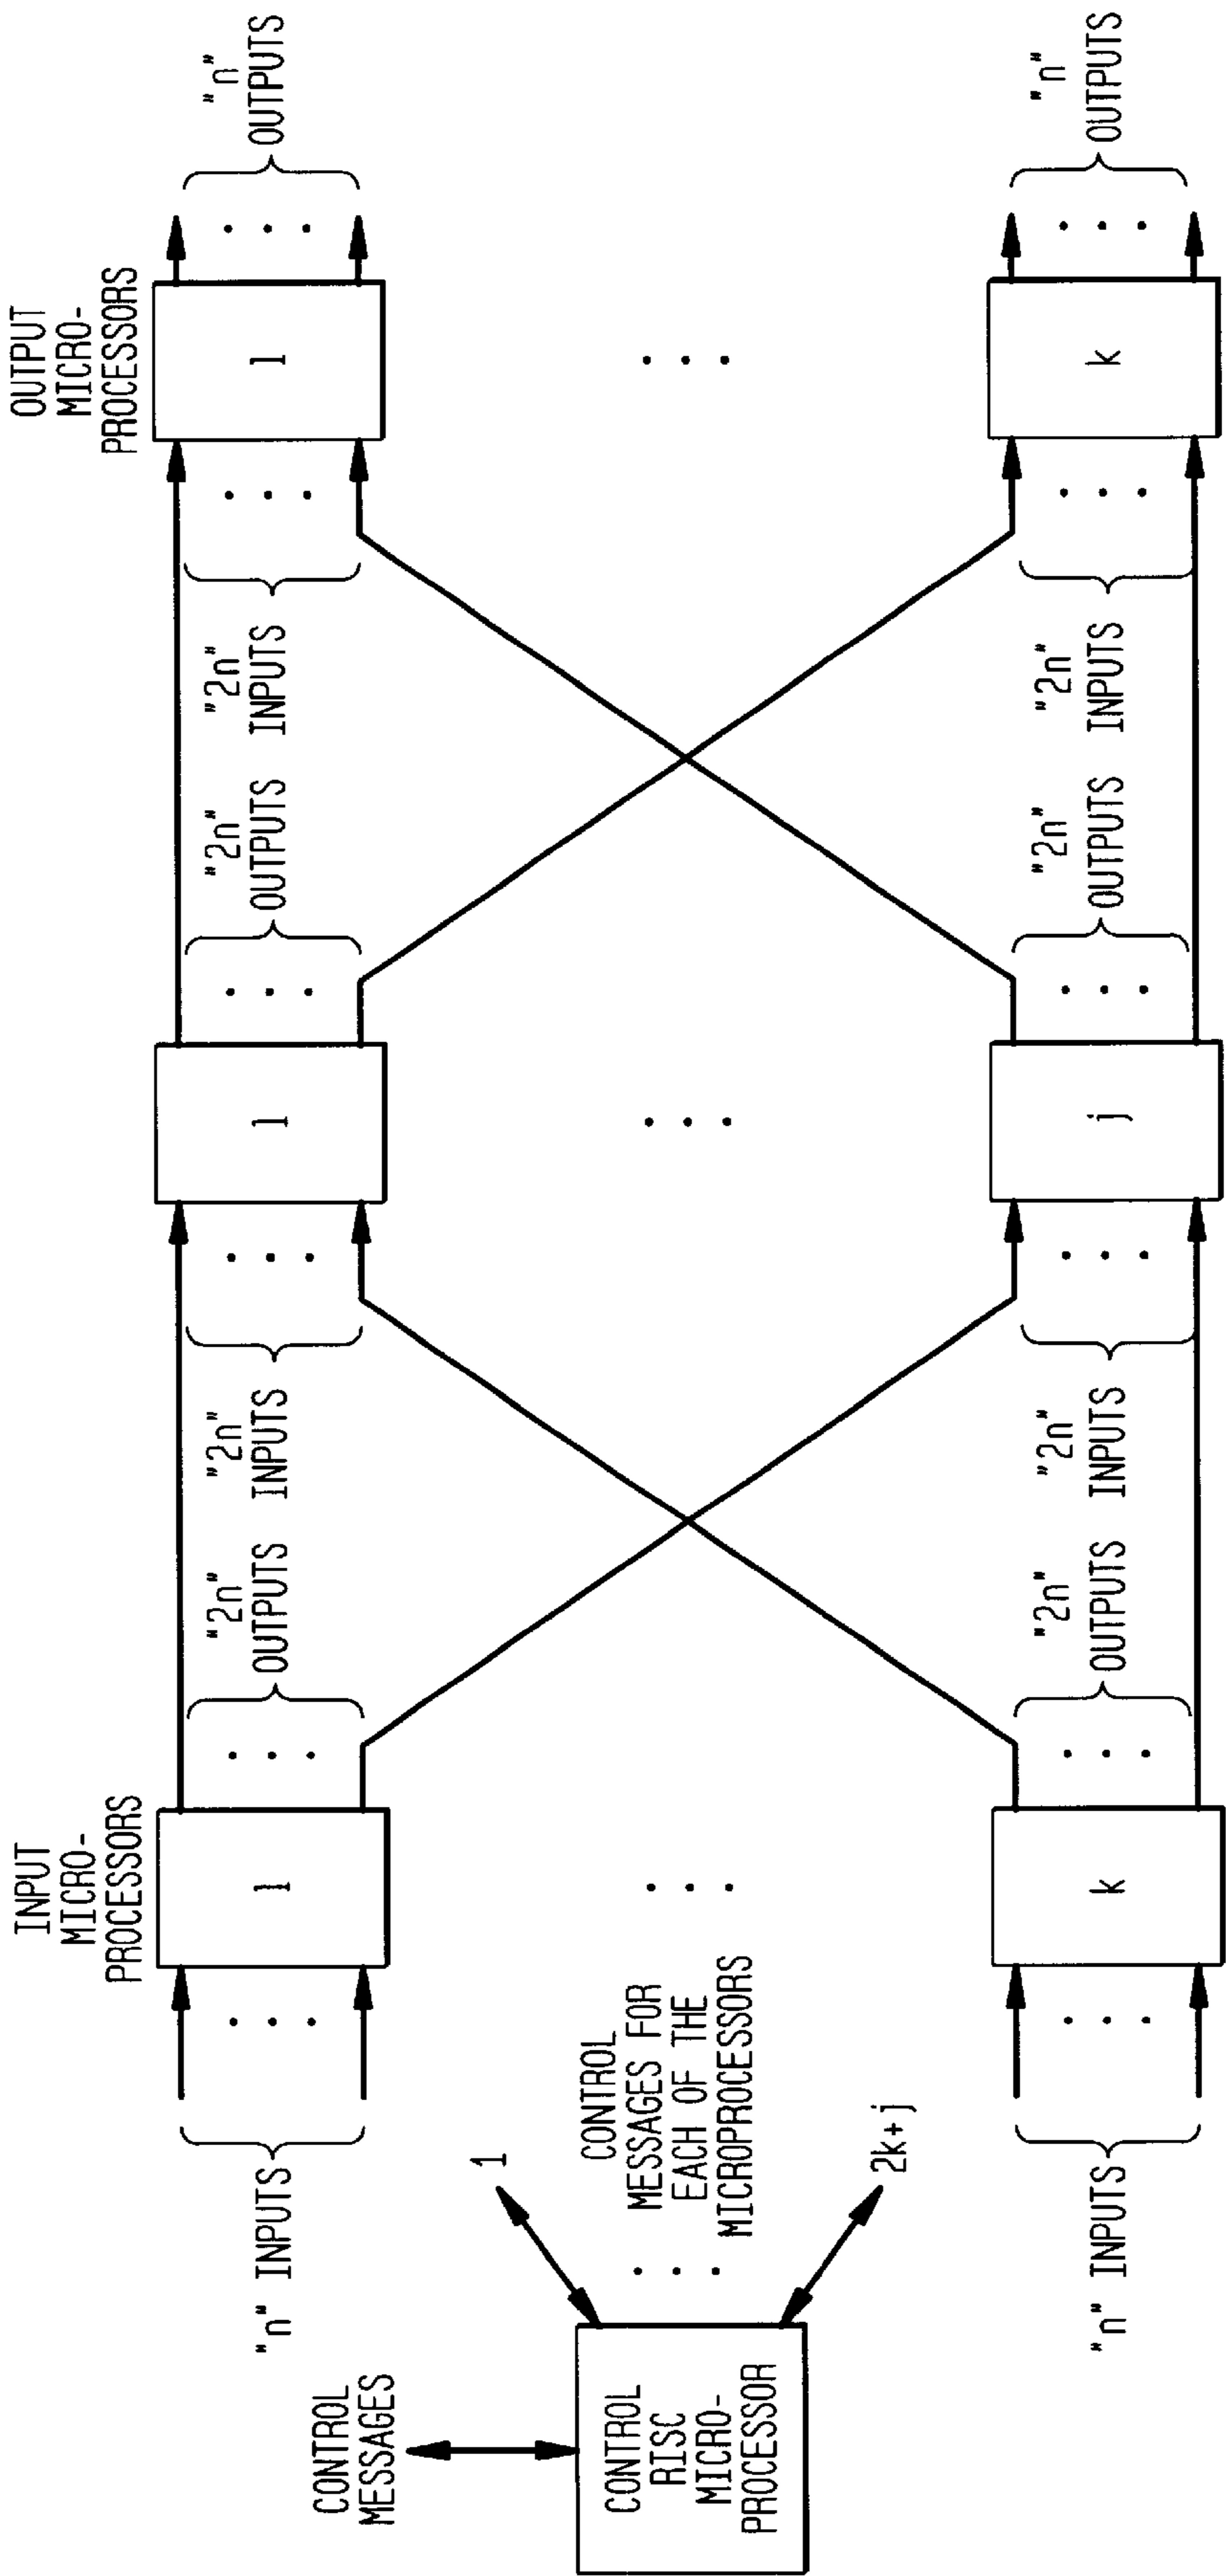 INPUT
MICRO-
PROCESSORS
OUTPUT
MICRO-
PROCESSORS
"n" INPUTS
1
"2n"
OUTPUTS
"2n"
INPUTS
1
"2n"
OUTPUTS
"2n"
INPUTS
1
"n"
OUTPUTS
CONTROL
MESSAGES
CONTROL
RISC
MICRO-
PROCESSOR
1
CONTROL
MESSAGES FOR
EACH OF THE
MICROPROCESSORS
2k+j
"n" INPUTS
k
"2n"
OUTPUTS
"2n"
INPUTS
j
"2n"
OUTPUTS
"2n"
INPUTS
k
"n"
OUTPUTS